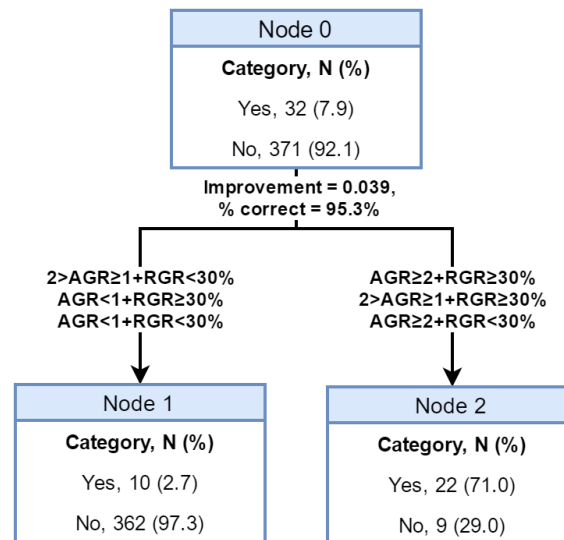 Node 0
Category, N (%)
Yes, 32 (7.9)
No, 371 (92.1)
Improvement = 0.039,
% correct = 95.3%
2>AGR≥1+RGR<30%
AGR<1+RGR≥30%
AGR<1+RGR<30%
AGR≥2+RGR≥30%
2>AGR≥1+RGR≥30%
AGR≥2+RGR<30%
Node 1
Category, N (%)
Yes, 10 (2.7)
No, 362 (97.3)
Node 2
Category, N (%)
Yes, 22 (71.0)
No, 9 (29.0)